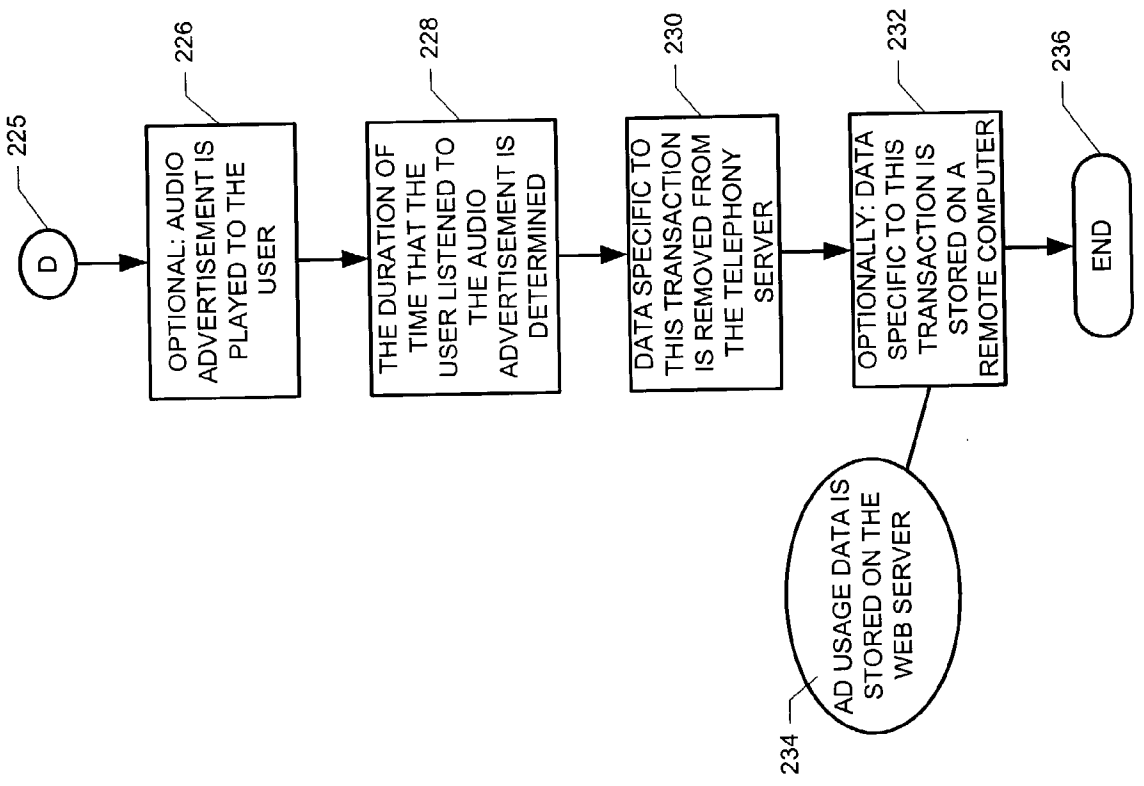 225
D
226
OPTIONAL: AUDIO
ADVERTISEMENT IS
PLAYED TO THE
USER
228
THE DURATION OF
TIME THAT THE
USER LISTENED TO
THE AUDIO
ADVERTISEMENT IS
DETERMINED
230
DATA SPECIFIC TO
THIS TRANSACTION
IS REMOVED FROM
THE TELEPHONY
SERVER
232
OPTIONALLY: DATA
SPECIFIC TO THIS
TRANSACTION IS
STORED ON A
REMOTE COMPUTER
234
AD USAGE DATA IS
STORED ON THE
WEB SERVER
236
END